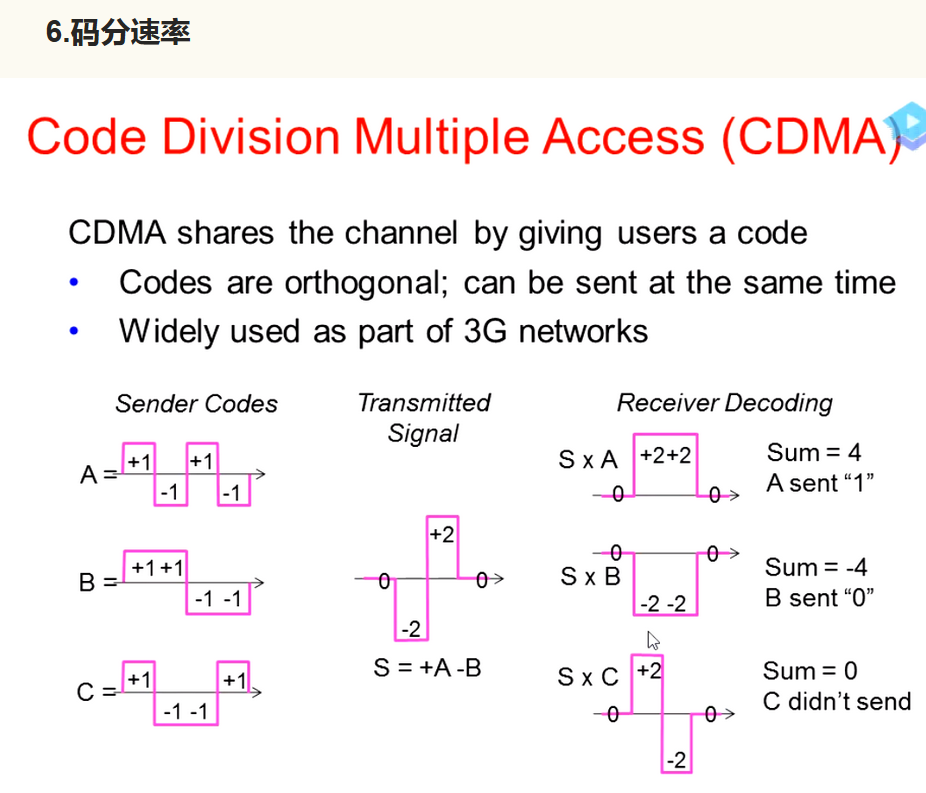 6.码分速率
Code Division Multiple Access (CDMA)
CDMA shares the channel by giving users a code
• Codes are orthogonal; can be sent at the same time
• Widely used as part of 3G networks
Sender Codes
A =
+1
-1
+1
-1
B =
+1 +1
-1 -1
C =
+1
-1 -1
+1
Transmitted
Signal
0
-2
+2
0
S = +A -B
Receiver Decoding
S x A
0
+2+2
0
Sum = 4
A sent “1”
S x B
0
-2 -2
0
Sum = -4
B sent “0”
S x C
0
+2
-2
0
Sum = 0
C didn’t send